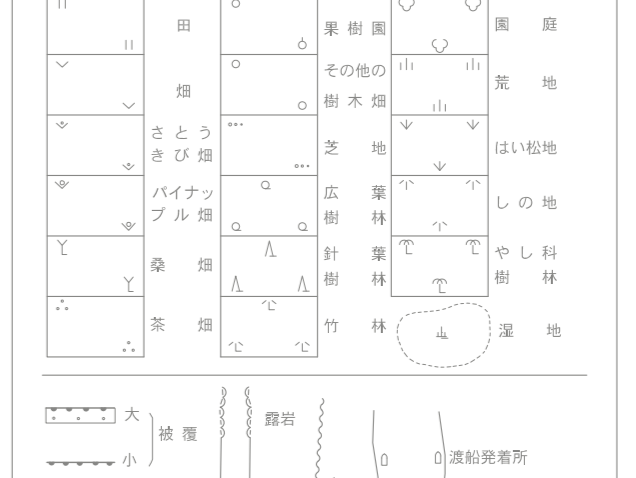 田
畑
さとう
きび畑
パイナッ
プル畑
桑畑
茶畑
果樹園
その他の
樹木畑
芝地
広葉
樹林
針葉
樹林
竹林
園庭
荒地
はい松地
しの地
やし科
樹林
湿地
大
小
被覆
露岩
渡船発着所